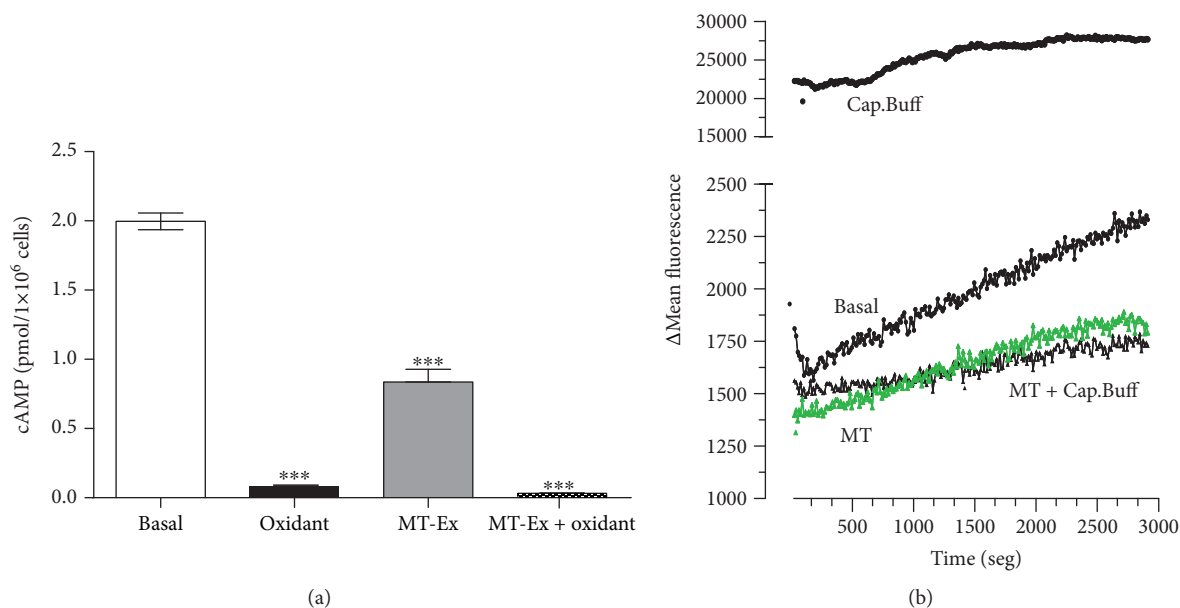 cAMP (pmol/1×10⁶ cells)
2.5
2.0
1.5
1.0
0.5
0.0
***
***
***
Basal
Oxidant
MT-Ex
MT-Ex + oxidant
(a)
ΔMean fluorescence
30000
25000
20000
15000
Cap.Buff
2500
2250
2000
1750
1500
1250
1000
Basal
MT + Cap.Buff
MT
500
1000
1500
2000
2500
3000
Time (seg)
(b)